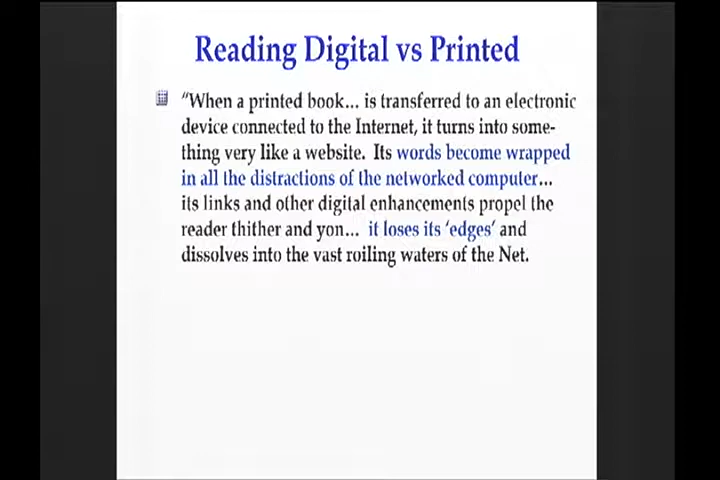 Reading Digital vs Printed
“When a printed book... is transferred to an electronic
device connected to the Internet, it turns into some-
thing very like a website. Its words become wrapped
in all the distractions of the networked computer...
its links and other digital enhancements propel the
reader thither and yon... it loses its ‘edges’ and
dissolves into the vast roiling waters of the Net.